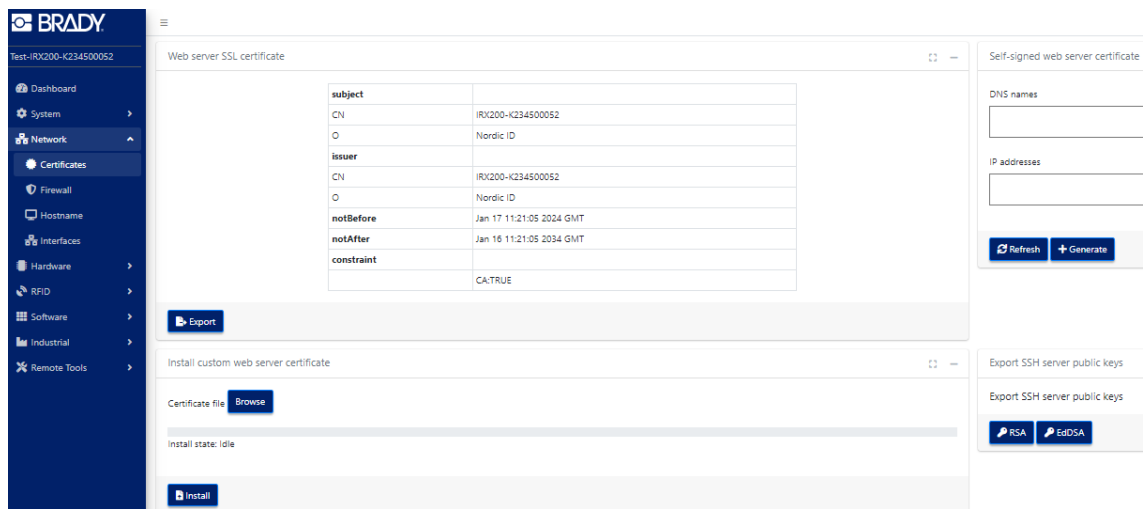 BRADY.
Test-IRX200-K234500052
Dashboard
System
Network
Certificates
Firewall
Hostname
Interfaces
Hardware
RFID
Software
Industrial
Remote Tools
Web server SSL certificate
subject
CN IRX200-K234500052
O Nordic ID
issuer
CN IRX200-K234500052
O Nordic ID
notBefore Jan 17 11:21:05 2024 GMT
notAfter Jan 16 11:21:05 2034 GMT
constraint
CA:TRUE
Export
Install custom web server certificate
Certificate file Browse
Install state: Idle
Install
Self-signed web server certificate
DNS names
IP addresses
Refresh Generate
Export SSH server public keys
Export SSH server public keys
RSA EdDSA